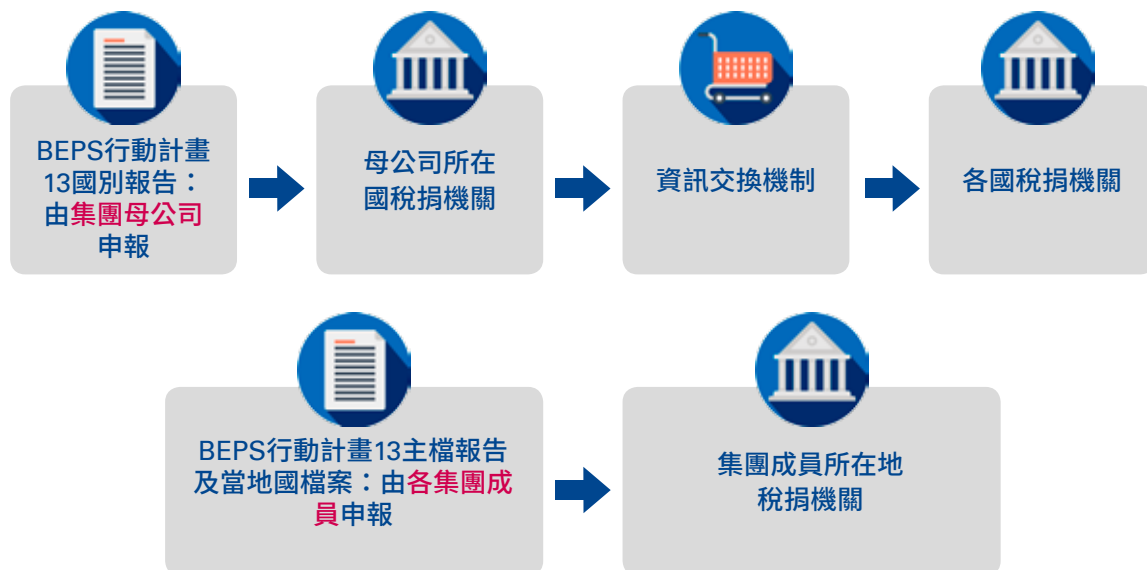 BEPS行動計畫
13國別報告：
由集團母公司
申報
母公司所在
國稅捐機關
資訊交換機制
各國稅捐機關
BEPS行動計畫13主檔報告
及當地國檔案：由各集團成
員申報
集團成員所在地
稅捐機關